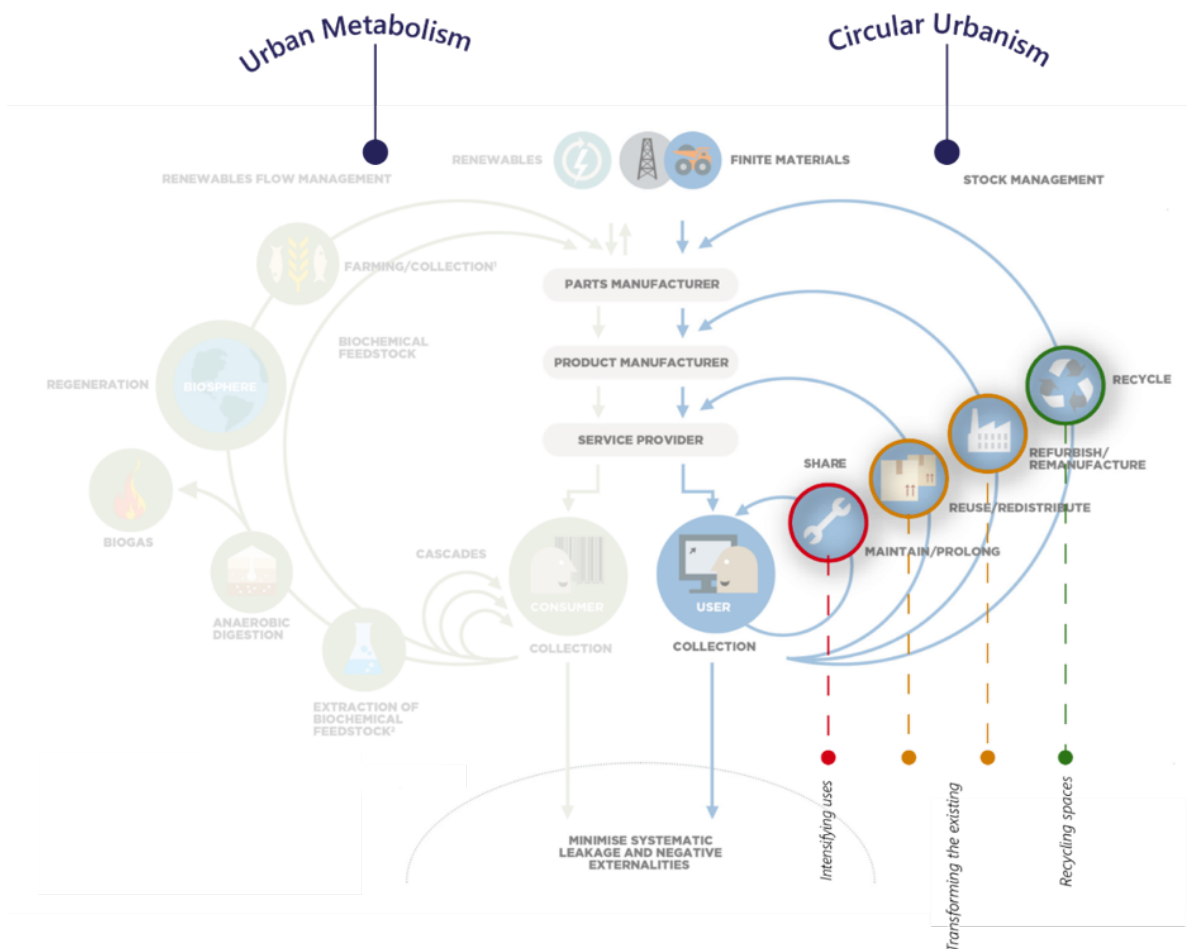 Urban Metabolism
Circular Urbanism
RENEWABLES
FINITE MATERIALS
RENEWABLES FLOW MANAGEMENT
STOCK MANAGEMENT
FARMING/COLLECTION¹
PARTS MANUFACTURER
BIOCHEMICAL
FEEDSTOCK
PRODUCT MANUFACTURER
REGENERATION
BIOSPHERE
RECYCLE
SERVICE PROVIDER
SHARE
REFURBISH/
REMANUFACTURE
REUSE/REDISTRIBUTE
BIOGAS
CASCADES
MAINTAIN/PROLONG
CONSUMER
USER
ANAEROBIC
DIGESTION
COLLECTION
COLLECTION
EXTRACTION OF
BIOCHEMICAL
FEEDSTOCK²
MINIMISE SYSTEMATIC
LEAKAGE AND NEGATIVE
EXTERNALITIES
Intensifying uses
Transforming the existing
Recycling spaces